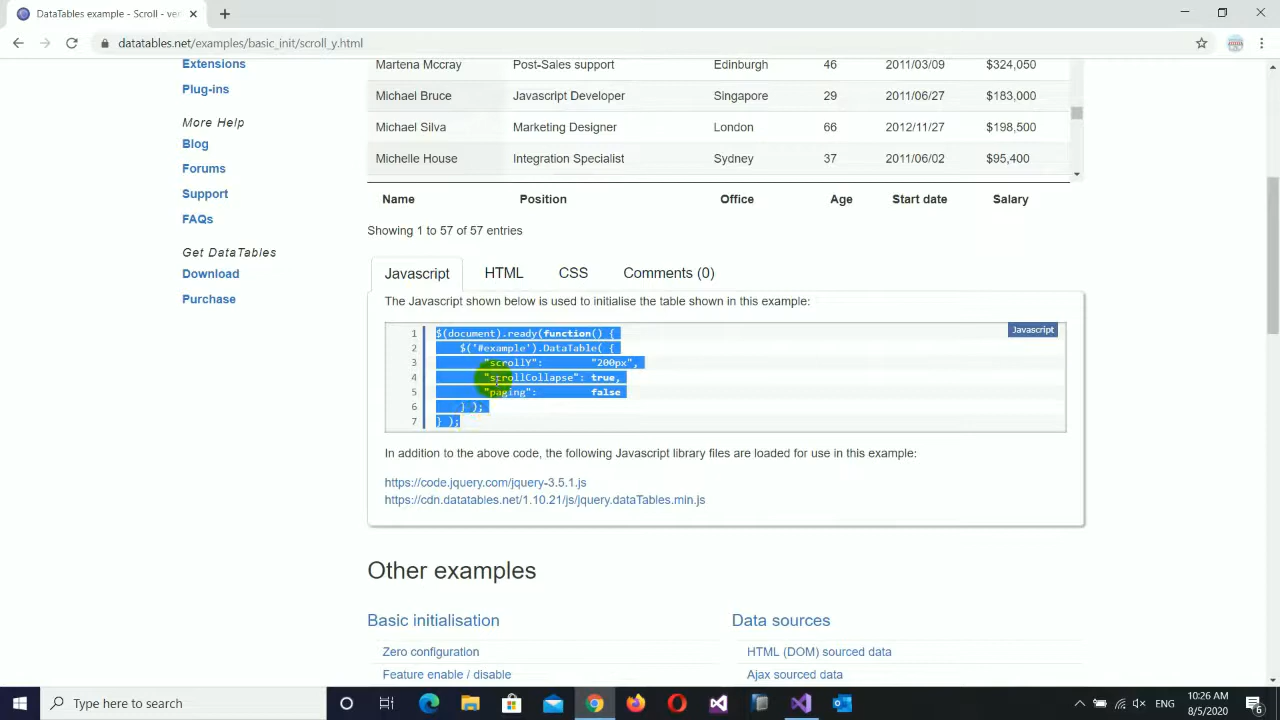 DataTables example - Scroll - ver
datatables.net/examples/basic_init/scroll_y.html
Extensions
Plug-ins
More Help
Blog
Forums
Support
FAQs
Get DataTables
Download
Purchase
Martena Mccray Post-Sales support Edinburgh 46 2011/03/09 $324,050
Michael Bruce Javascript Developer Singapore 29 2011/06/27 $183,000
Michael Silva Marketing Designer London 66 2012/11/27 $198,500
Michelle House Integration Specialist Sydney 37 2011/06/02 $95,400
Name Position Office Age Start date Salary
Showing 1 to 57 of 57 entries
Javascript HTML CSS Comments (0)
The Javascript shown below is used to initialise the table shown in this example:
Javascript
1 $(document).ready(function() {
2 $('#example').DataTable( {
3 "scrollY": "200px",
4 "scrollCollapse": true,
5 "paging": false
6 } );
7 } );
In addition to the above code, the following Javascript library files are loaded for use in this example:
https://code.jquery.com/jquery-3.5.1.js
https://cdn.datatables.net/1.10.21/js/jquery.dataTables.min.js
Other examples
Basic initialisation Data sources
Zero configuration HTML (DOM) sourced data
Feature enable / disable Ajax sourced data
Type here to search
ENG
10:26 AM
8/5/2020
6